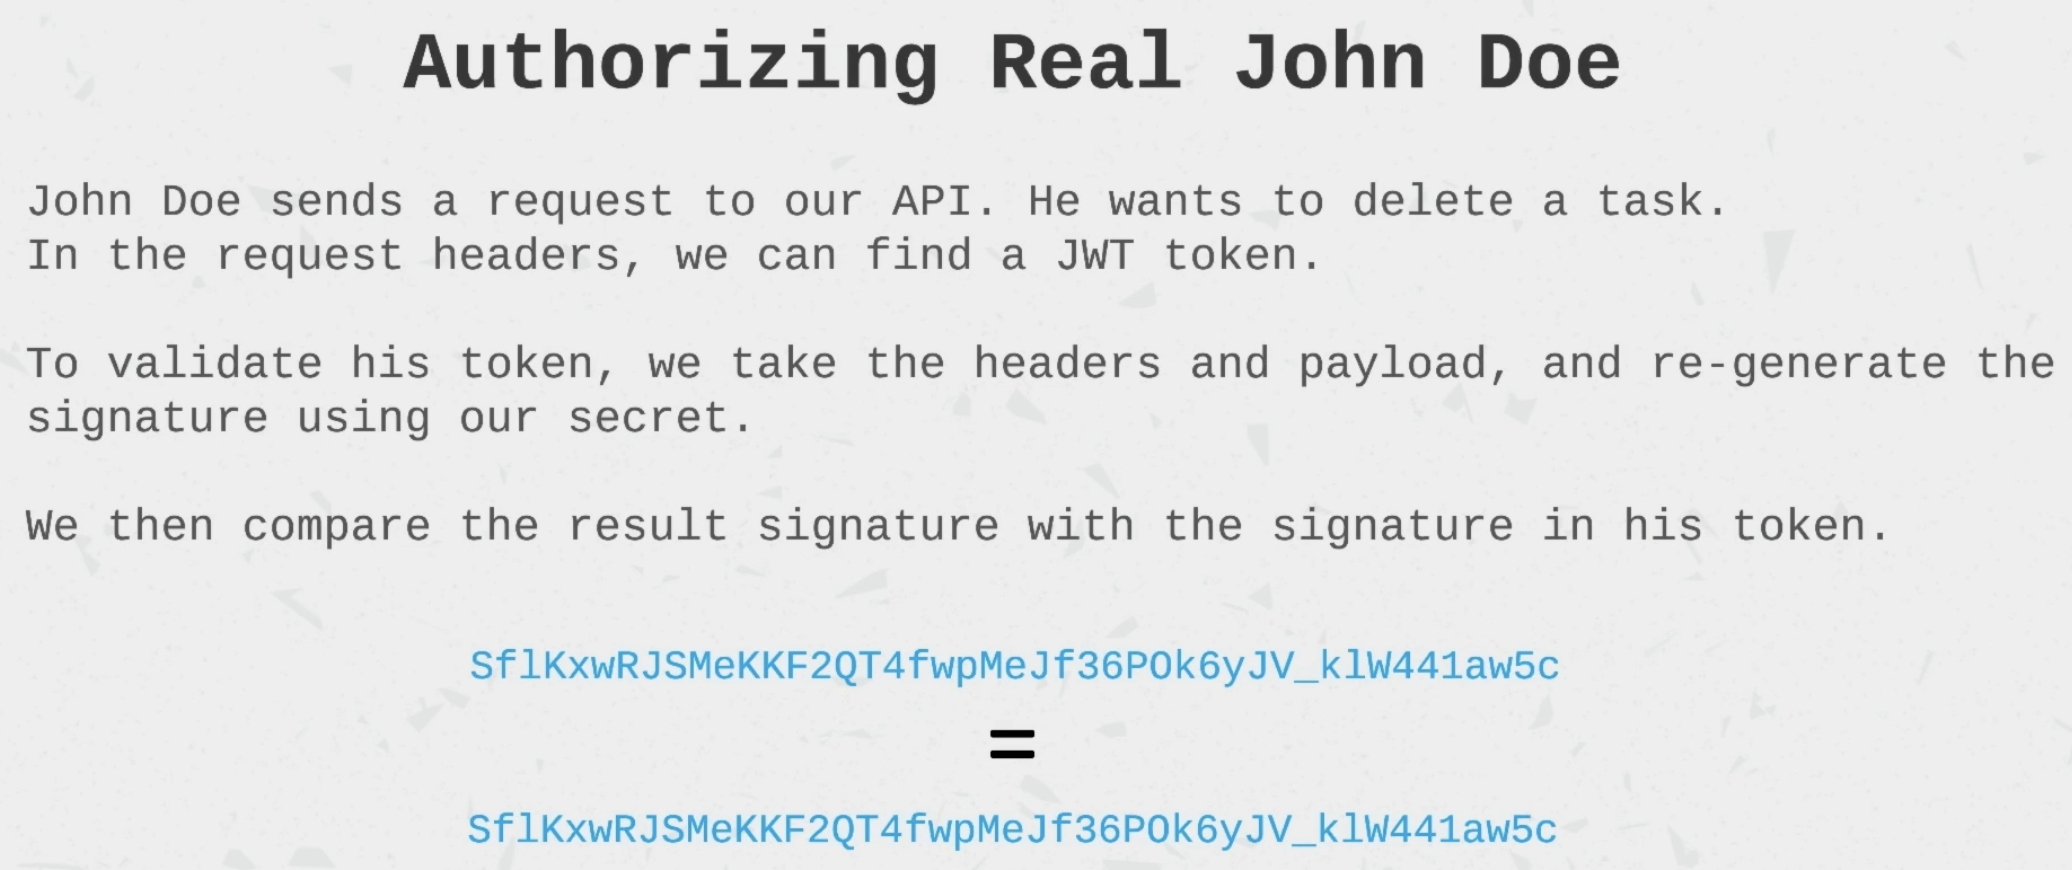 Authorizing Real John Doe
John Doe sends a request to our API. He wants to delete a task.
In the request headers, we can find a JWT token.
To validate his token, we take the headers and payload, and re-generate the
signature using our secret.
We then compare the result signature with the signature in his token.
SflKxwRJSMeKKF2QT4fwpMeJf36POk6yJV_klW441aw5c
=
SflKxwRJSMeKKF2QT4fwpMeJf36POk6yJV_klW441aw5c